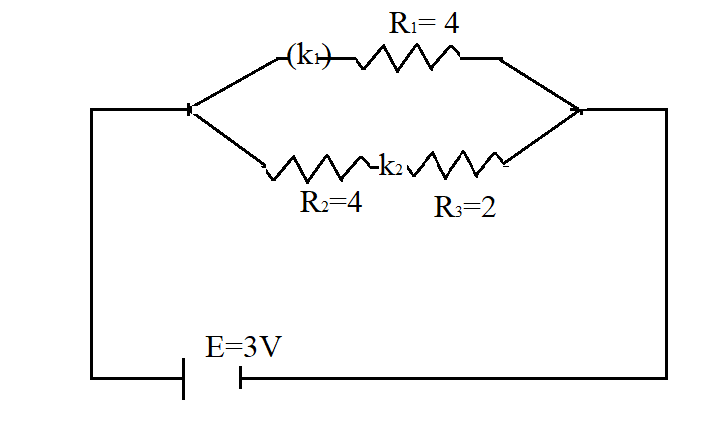 R₁= 4
(k₁)
k₂
R₂=4
R₃=2
E=3V